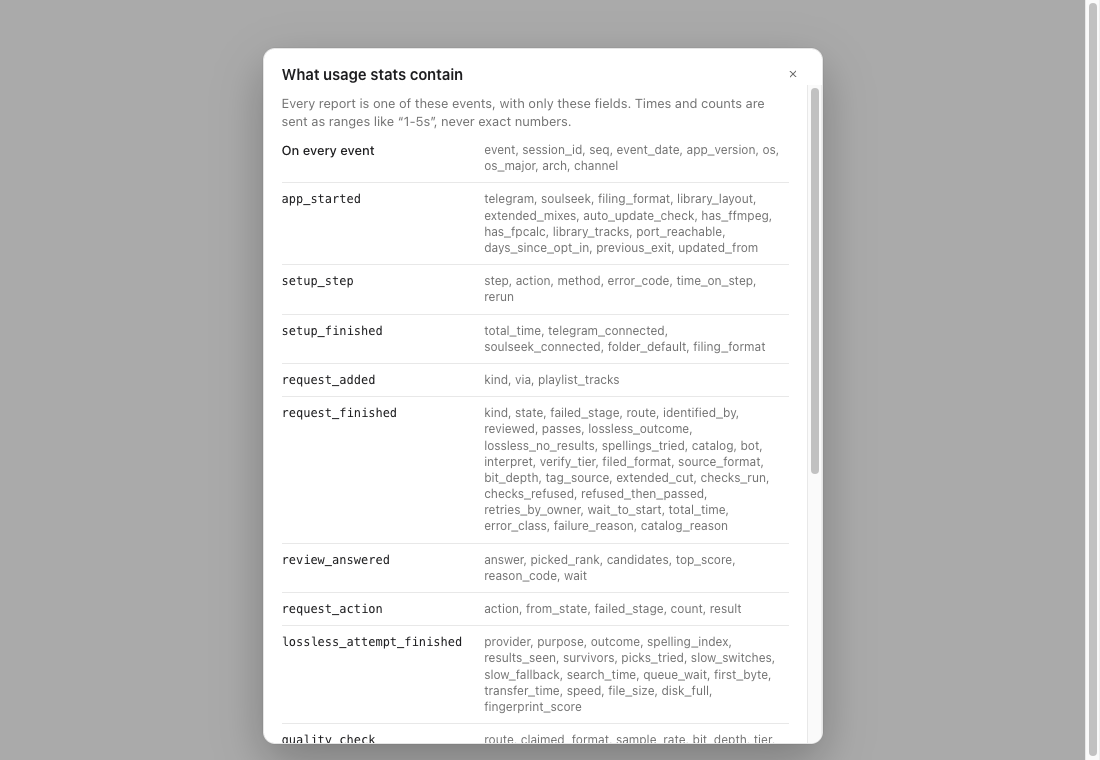 What usage stats contain
×
Every report is one of these events, with only these fields. Times and counts are
sent as ranges like “1-5s”, never exact numbers.
On every event
event, session_id, seq, event_date, app_version, os,
os_major, arch, channel
app_started
telegram, soulseek, filing_format, library_layout,
extended_mixes, auto_update_check, has_ffmpeg,
has_fpcalc, library_tracks, port_reachable,
days_since_opt_in, previous_exit, updated_from
setup_step
step, action, method, error_code, time_on_step,
rerun
setup_finished
total_time, telegram_connected,
soulseek_connected, folder_default, filing_format
request_added
kind, via, playlist_tracks
request_finished
kind, state, failed_stage, route, identified_by,
reviewed, passes, lossless_outcome,
lossless_no_results, spellings_tried, catalog, bot,
interpret, verify_tier, filed_format, source_format,
bit_depth, tag_source, extended_cut, checks_run,
checks_refused, refused_then_passed,
retries_by_owner, wait_to_start, total_time,
error_class, failure_reason, catalog_reason
review_answered
answer, picked_rank, candidates, top_score,
reason_code, wait
request_action
action, from_state, failed_stage, count, result
lossless_attempt_finished
provider, purpose, outcome, spelling_index,
results_seen, survivors, picks_tried, slow_switches,
slow_fallback, search_time, queue_wait, first_byte,
transfer_time, speed, file_size, disk_full,
fingerprint_score
quality_check
route, claimed_format, sample_rate, bit_depth, tier,